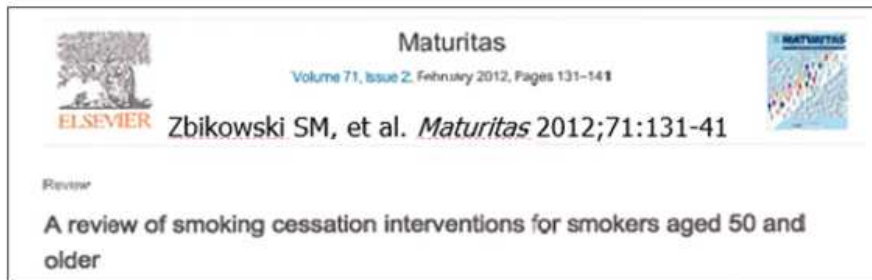 Maturitas
Volume 71, Issue 2, February 2012, Pages 131–141
MATURITAS
ELSEVIER
Zbikowski SM, et al. Maturitas 2012;71:131-41
Review
A review of smoking cessation interventions for smokers aged 50 and
older